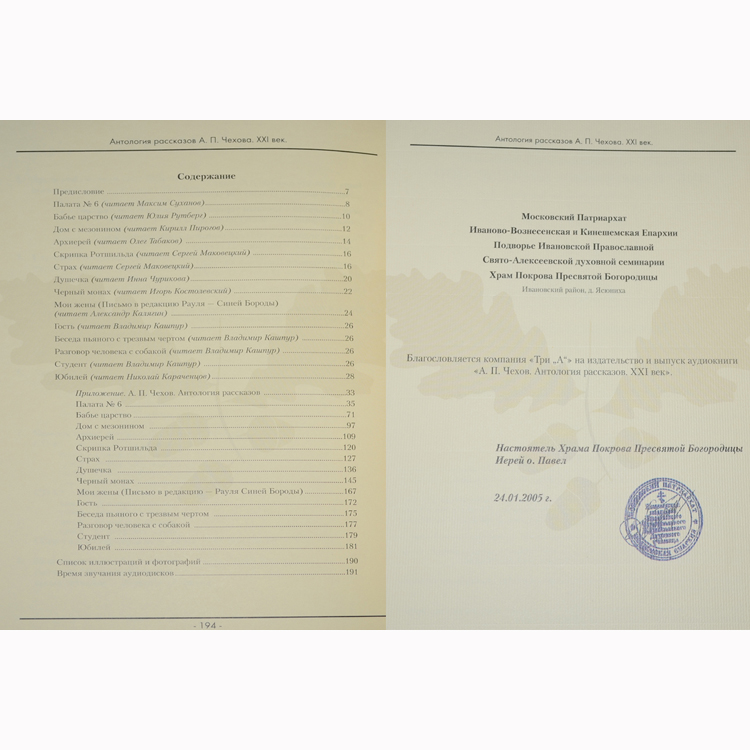 Антология рассказов А. П. Чехова. XXI век.
Содержание
Предисловие 7
Палата № 6 (читает Максим Суханов) 8
Бабье царство (читает Юлия Рутберг) 10
Дом с мезонином (читает Кирилл Пирогов) 12
Архиерей (читает Олег Табаков) 14
Скрипка Ротшильда (читает Сергей Маковецкий) 16
Страх (читает Сергей Маковецкий) 16
Душечка (читает Инна Чурикова) 20
Черный монах (читает Игорь Костолевский) 22
Мои жены (Письмо в редакцию Рауля — Синей Бороды)
(читает Александр Калягин) 24
Гость (читает Владимир Кашпур) 26
Беседа пьяного с трезвым чертом (читает Владимир Кашпур) 26
Разговор человека с собакой (читает Владимир Кашпур) 26
Студент (читает Владимир Кашпур) 26
Юбилей (читает Николай Караченцов) 28
Приложение. А. П. Чехов. Антология рассказов 33
Палата № 6 35
Бабье царство 71
Дом с мезонином 97
Архиерей 109
Скрипка Ротшильда 120
Страх 127
Душечка 136
Черный монах 145
Мои жены (Письмо в редакцию — Рауля Синей Бороды) 167
Гость 172
Беседа пьяного с трезвым чертом 175
Разговор человека с собакой 177
Студент 179
Юбилей 181
Список иллюстраций и фотографий 190
Время звучания аудиодисков 191
- 194 -
Антология рассказов А. П. Чехова. XXI век.
Московский Патриархат
Иваново-Вознесенская и Кинешемская Епархии
Подворье Ивановской Православной
Свято-Алексеевской духовной семинарии
Храм Покрова Пресвятой Богородицы
Ивановский район, д. Ясюниха
Благословляется компания «Три „А“» на издательство и выпуск аудиокниги
«А. П. Чехов. Антология рассказов. XXI век».
Настоятель Храма Покрова Пресвятой Богородицы
Иерей о. Павел
24.01.2005 г.